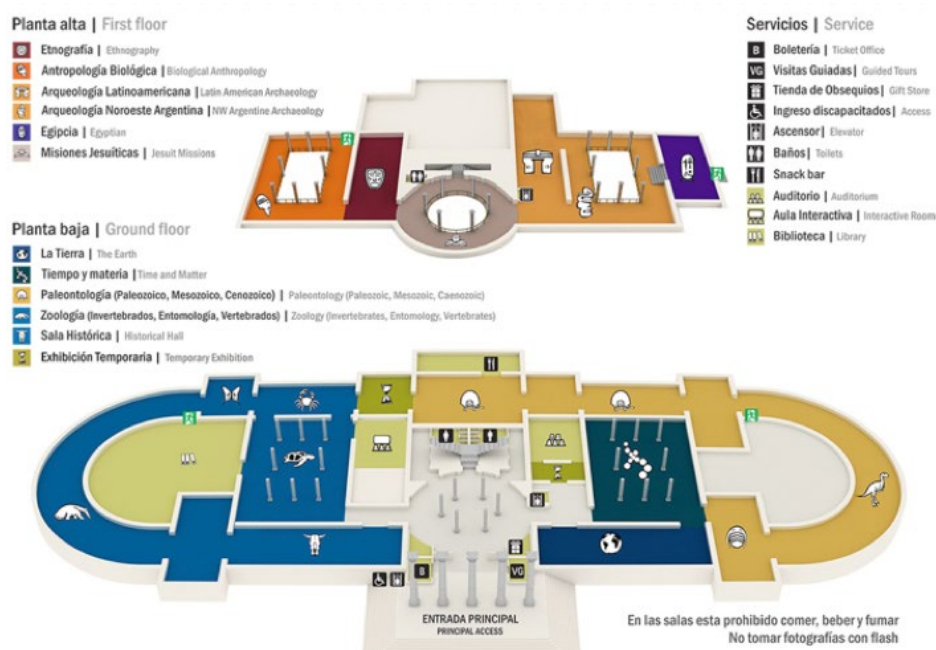 Planta alta | First floor
Etnografía | Ethnography
Antropología Biológica | Biological Anthropology
Arqueología Latinoamericana | Latin American Archaeology
Arqueología Noroeste Argentina | NW Argentine Archaeology
Egipcia | Egyptian
Misiones Jesuíticas | Jesuit Missions
Servicios | Service
B Boletería | Ticket Office
VG Visitas Guiadas | Guided Tours
Tienda de Obsequios | Gift Store
Ingreso discapacitados | Access
Ascensor | Elevator
Baños | Toilets
Snack bar
Auditorio | Auditorium
Aula Interactiva | Interactive Room
Biblioteca | Library
Planta baja | Ground floor
La Tierra | The Earth
Tiempo y materia | Time and Matter
Paleontología (Paleozoico, Mesozoico, Cenozoico) | Paleontology (Paleozoic, Mesozoic, Caenozoic)
Zoología (Invertebrados, Entomología, Vertebrados) | Zoology (Invertebrates, Entomology, Vertebrates)
Sala Histórica | Historical Hall
Exhibición Temporaria | Temporary Exhibition
B
VG
ENTRADA PRINCIPAL
PRINCIPAL ACCESS
En las salas esta prohibido comer, beber y fumar
No tomar fotografías con flash